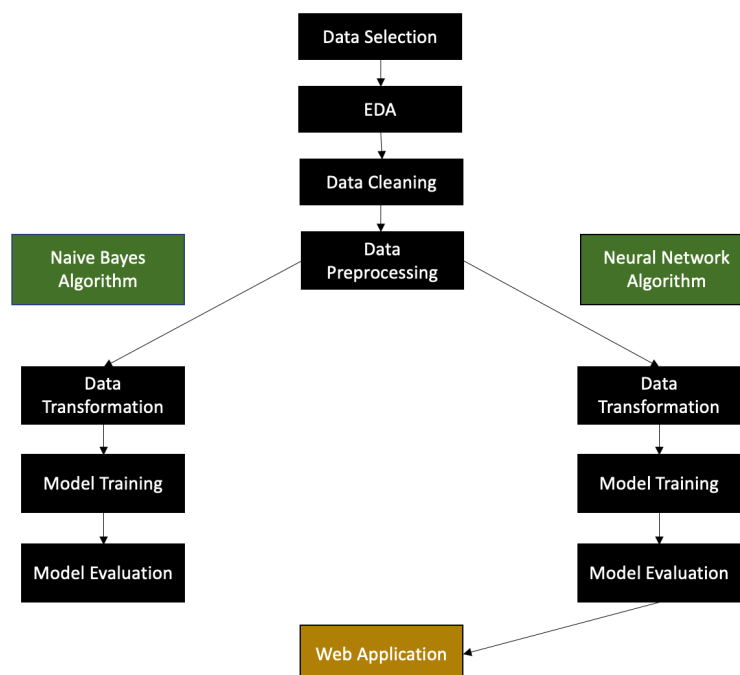 Data Selection
EDA
Data Cleaning
Naive Bayes
Algorithm
Data
Preprocessing
Neural Network
Algorithm
Data
Transformation
Data
Transformation
Model Training
Model Training
Model Evaluation
Model Evaluation
Web Application